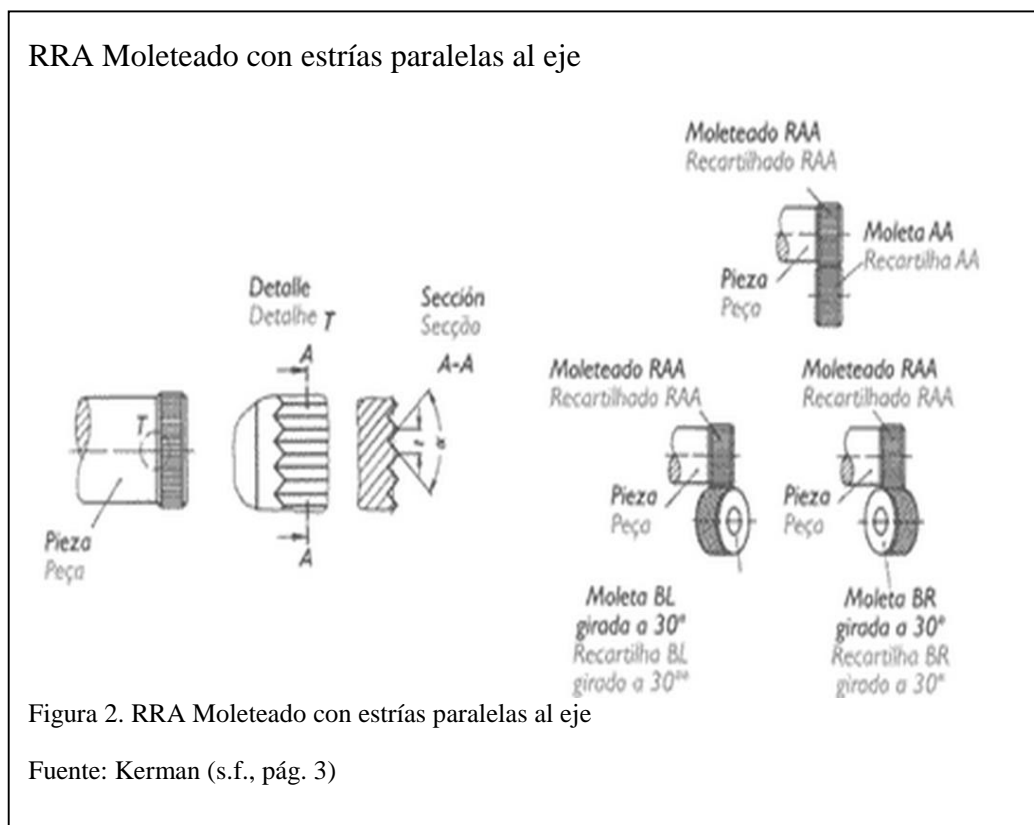 RRA Moleteado con estrías paralelas al eje
Moleteado RAA
Recartilhado RAA
Moleta AA
Recartilha AA
Pieza
Peça
Detalle
Detalhe T
A
Sección
Secção
A-A
T
t
α
A
Pieza
Peça
Moleteado RAA
Recartilhado RAA
Pieza
Peça
Moleta BL
girada a 30°
Recartilha BL
girado a 30°°
Moleteado RAA
Recartilhado RAA
Pieza
Peça
Moleta BR
girada a 30°
Recartilha BR
girado a 30°
Figura 2. RRA Moleteado con estrías paralelas al eje
Fuente: Kerman (s.f., pág. 3)